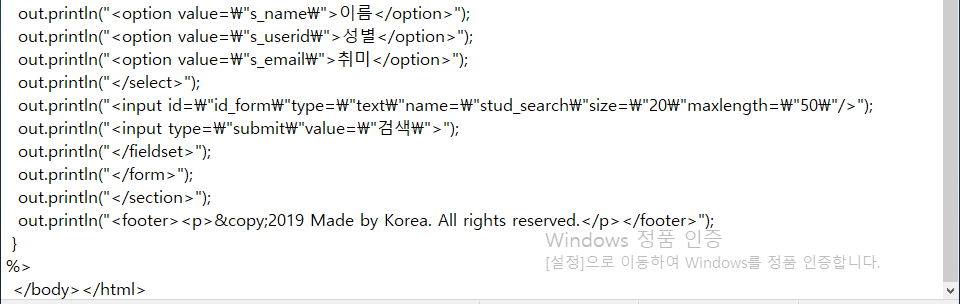 out.println("<option value=₩"s_name₩">이름</option>");
out.println("<option value=₩"s_userid₩">성별</option>");
out.println("<option value=₩"s_email₩">취미</option>");
out.println("</select>");
out.println("<input id=₩"id_form₩"type=₩"text₩"name=₩"stud_search₩"size=₩"20₩"maxlength=₩"50₩"/>");
out.println("<input type=₩"submit₩"value=₩"검색₩">");
out.println("</fieldset>");
out.println("</form>");
out.println("</section>");
out.println("<footer><p>&copy;2019 Made by Korea. All rights reserved.</p></footer>");
}
%>
</body></html>
Windows 정품 인증
[설정]으로 이동하여 Windows를 정품 인증합니다.